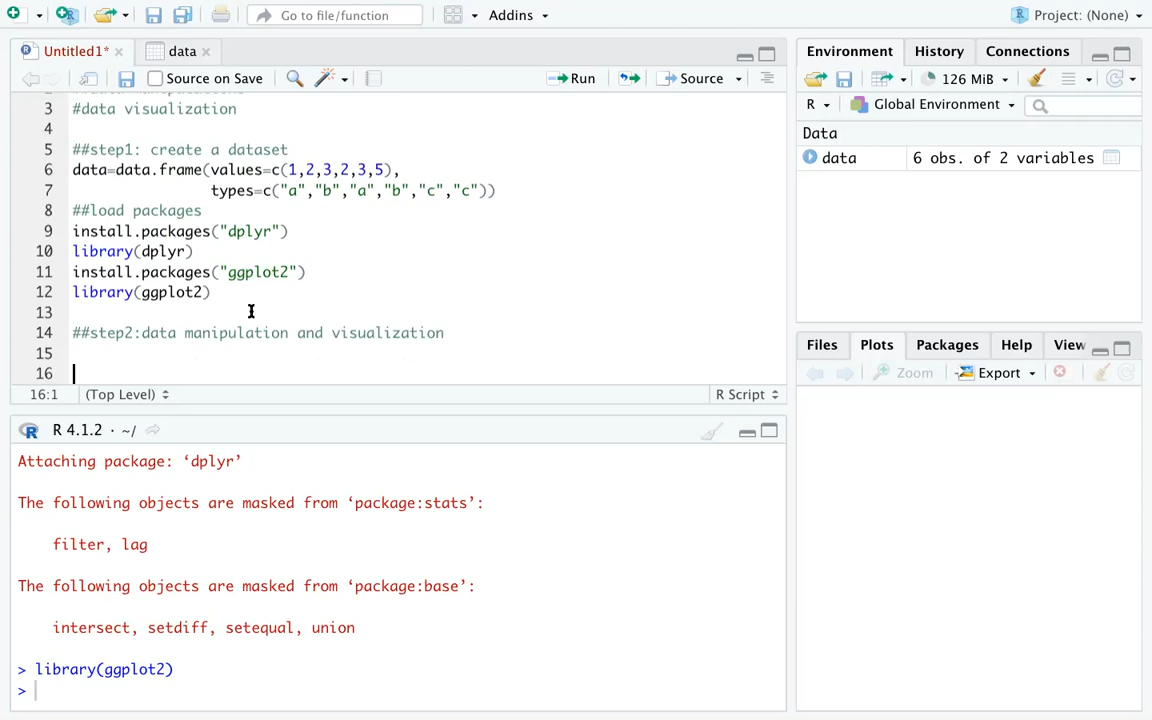 Go to file/function
Addins
Project: (None)
Untitled1*
data
Source on Save
Run
Source
3 #data visualization
4
5 ##step1: create a dataset
6 data=data.frame(values=c(1,2,3,2,3,5),
7 types=c("a","b","a","b","c","c"))
8 ##load packages
9 install.packages("dplyr")
10 library(dplyr)
11 install.packages("ggplot2")
12 library(ggplot2)
13
14 ##step2:data manipulation and visualization
15
16
16:1 (Top Level) R Script
R 4.1.2 · ~/
Attaching package: ‘dplyr’
The following objects are masked from ‘package:stats’:
filter, lag
The following objects are masked from ‘package:base’:
intersect, setdiff, setequal, union
> library(ggplot2)
>
Environment History Connections
126 MiB
R Global Environment
Data
data 6 obs. of 2 variables
Files Plots Packages Help View
Zoom Export